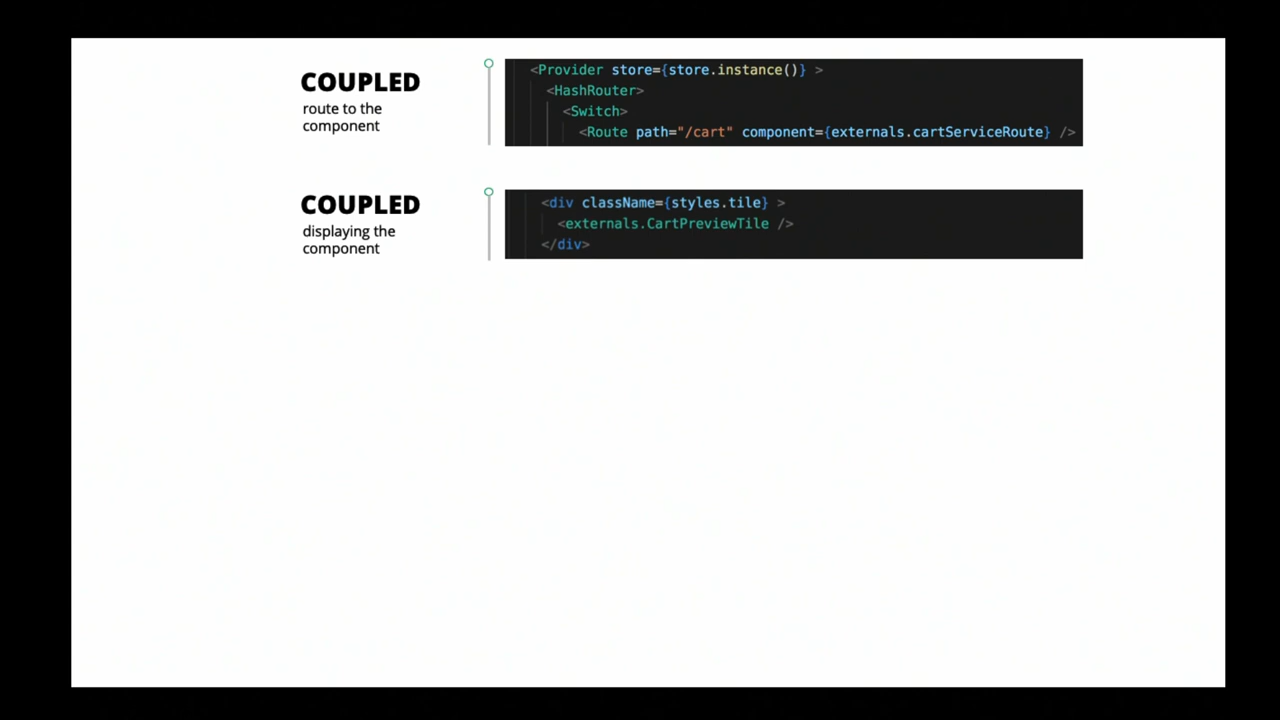 COUPLED
route to the
component
<Provider store={store.instance()} >
<HashRouter>
<Switch>
<Route path="/cart" component={externals.cartServiceRoute} />
COUPLED
displaying the
component
<div className={styles.tile} >
<externals.CartPreviewTile />
</div>